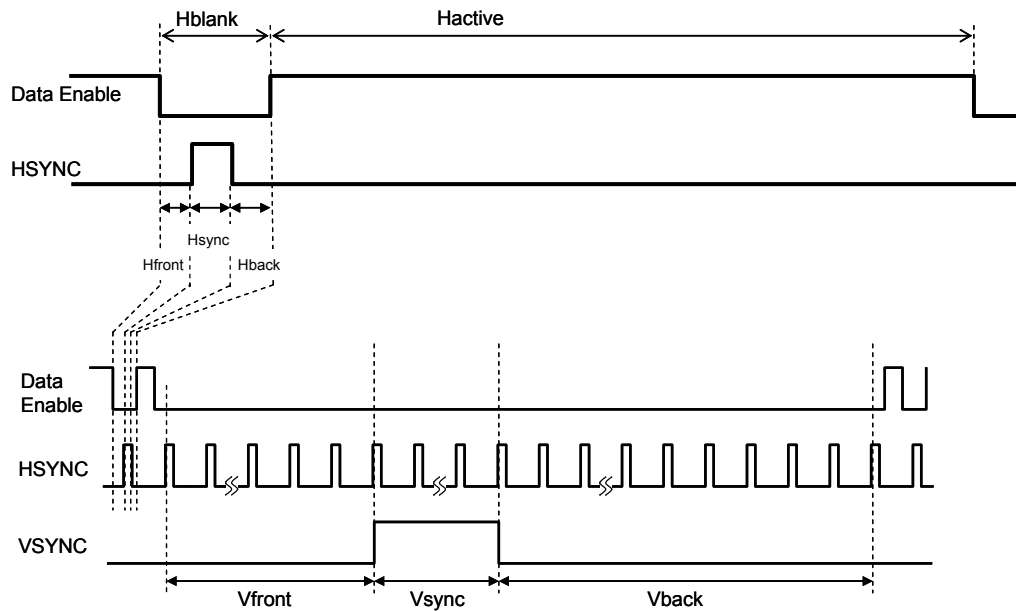 Hblank
Hactive
Data Enable
HSYNC
Hsync
Hfront
Hback
Data
Enable
HSYNC
VSYNC
Vfront
Vsync
Vback